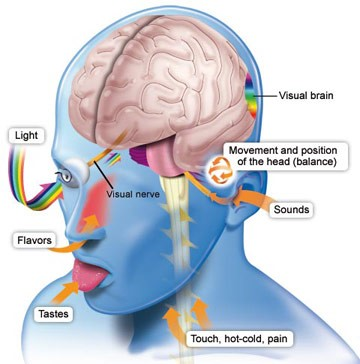 Visual brain
Light
Movement and position
of the head (balance)
Visual nerve
Sounds
Flavors
Tastes
Touch, hot-cold, pain